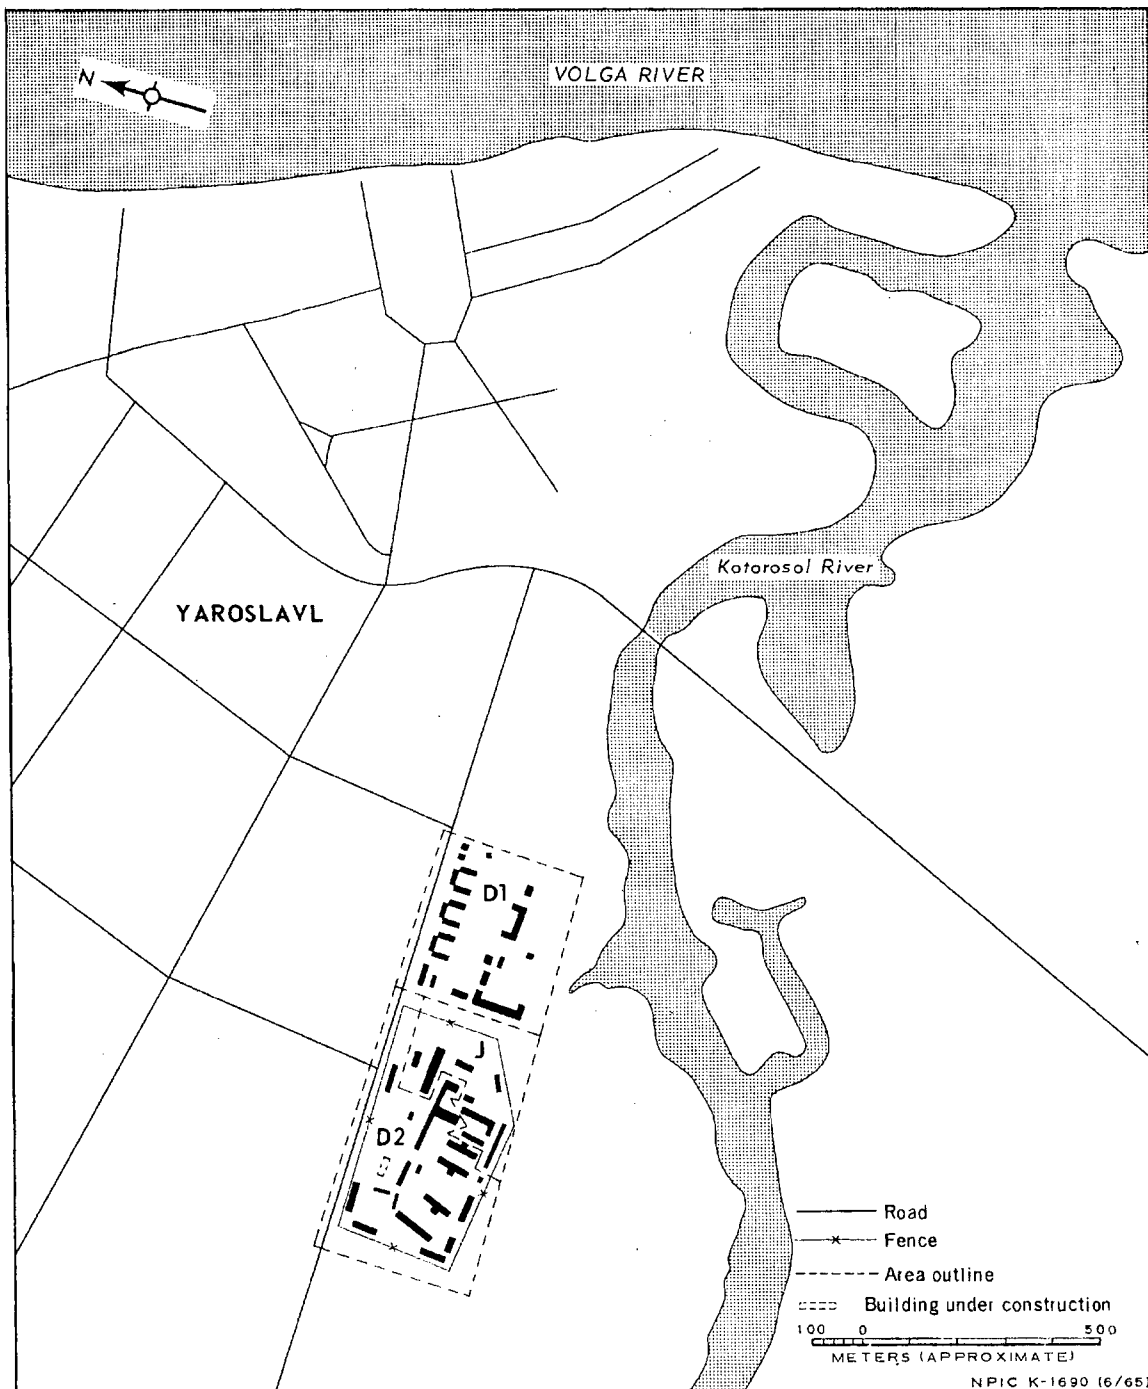 N
VOLGA RIVER
Kotorosol River
YAROSLAVL
D1
D2
Road
Fence
Area outline
Building under construction
100 0 500
METERS (APPROXIMATE)
NPIC K-1690 (6/65)